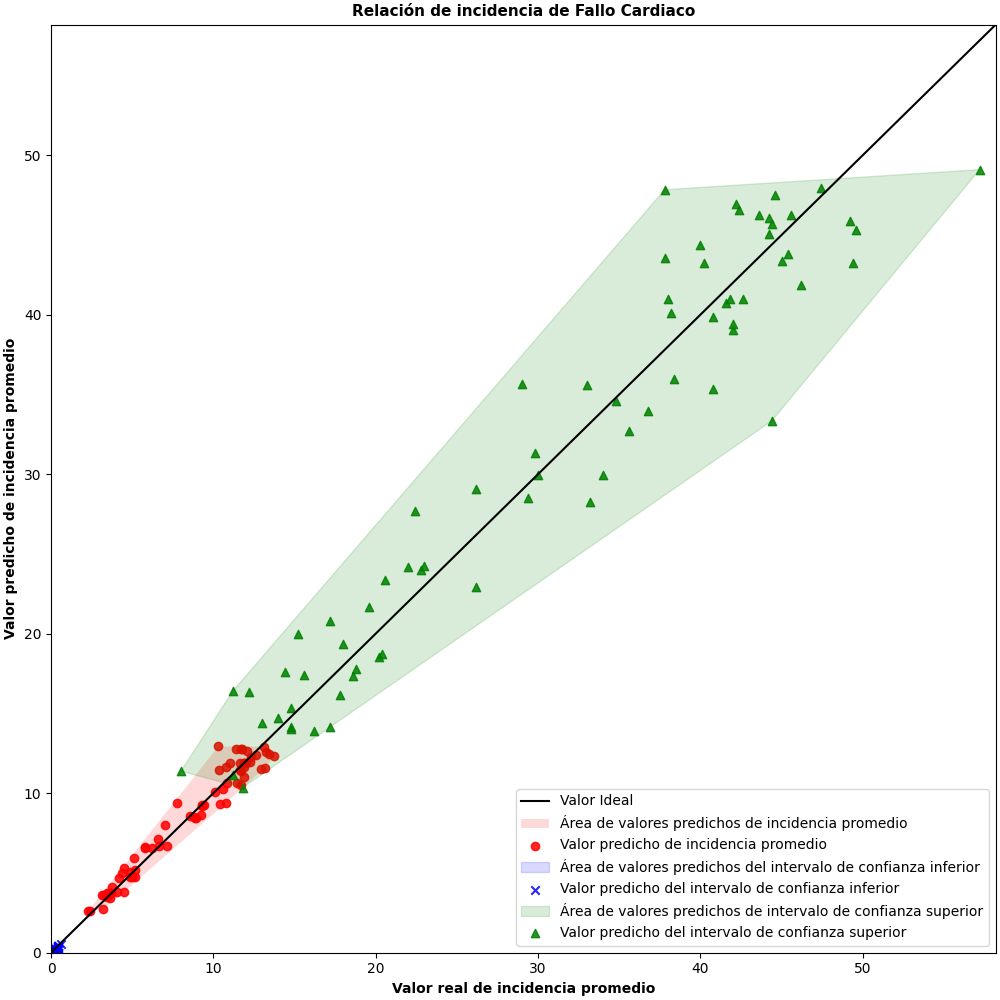 Relación de incidencia de Fallo Cardiaco
Valor predicho de incidencia promedio
50
40
30
20
10
0
0 10 20 30 40 50
Valor real de incidencia promedio
Valor Ideal
Área de valores predichos de incidencia promedio
Valor predicho de incidencia promedio
Área de valores predichos del intervalo de confianza inferior
Valor predicho del intervalo de confianza inferior
Área de valores predichos de intervalo de confianza superior
Valor predicho del intervalo de confianza superior